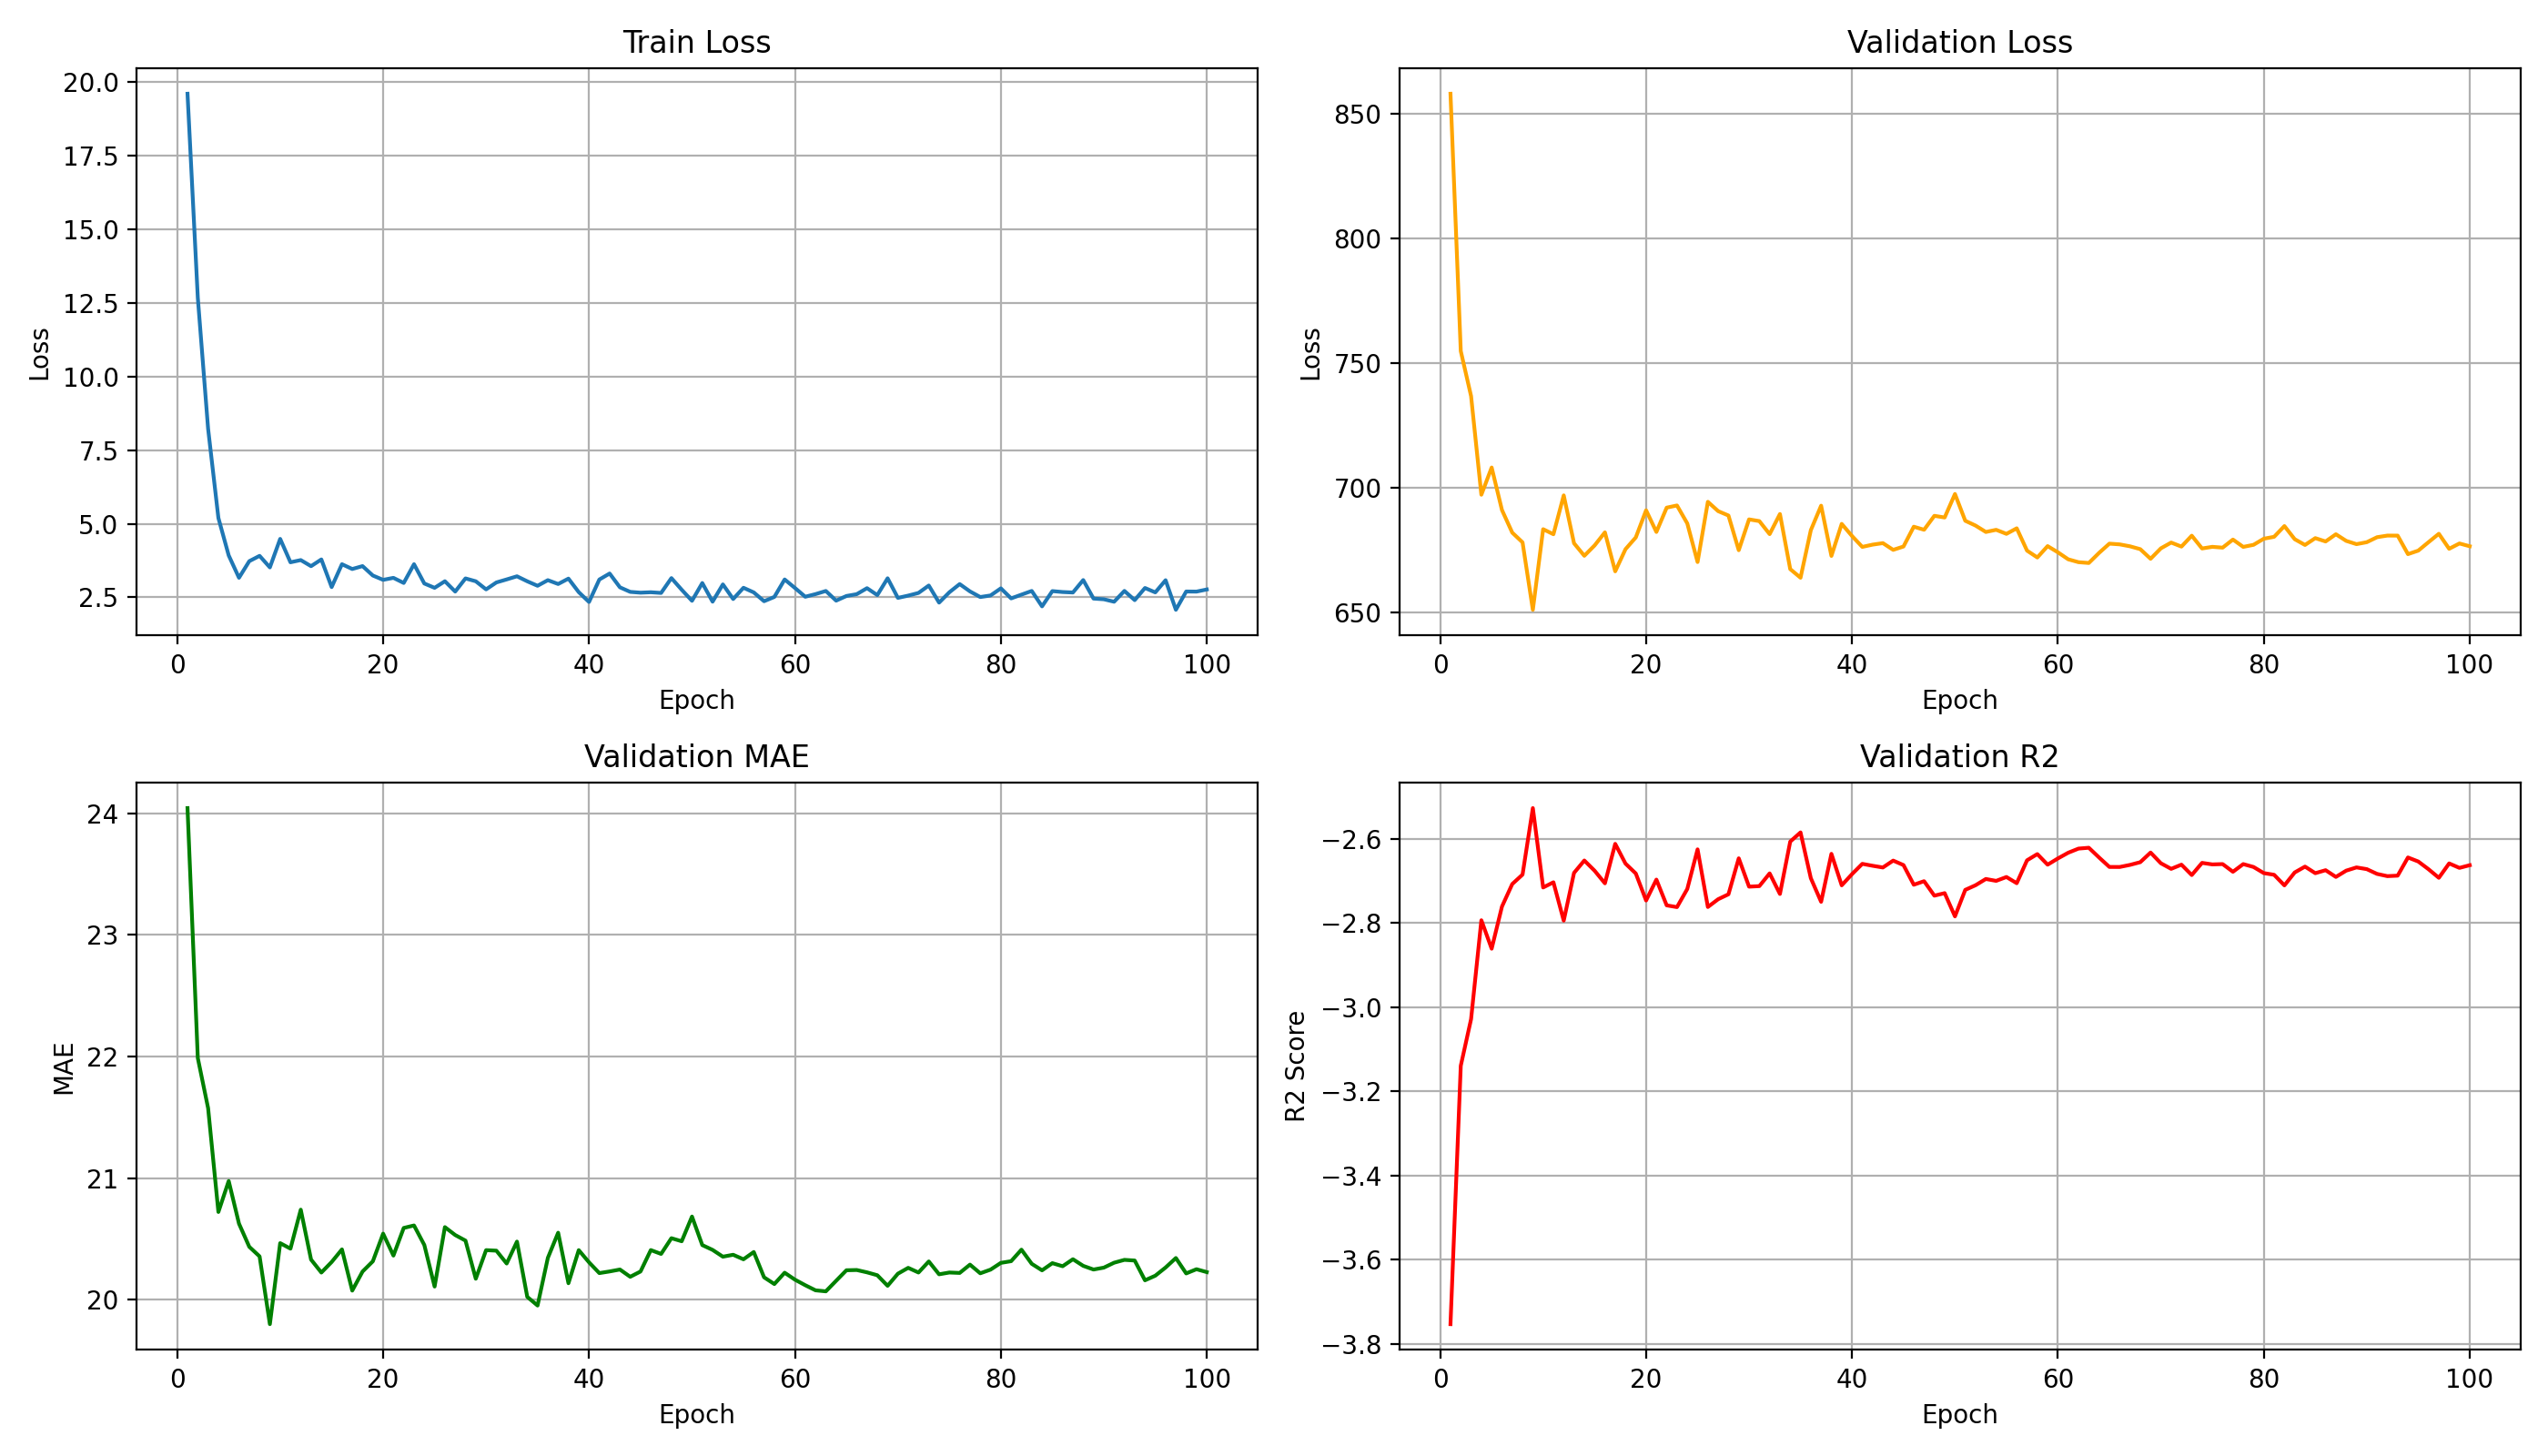 Train Loss
20.0
17.5
15.0
12.5
10.0
7.5
5.0
2.5
Loss
0 20 40 60 80 100
Epoch
Validation Loss
850
800
750
700
650
Loss
0 20 40 60 80 100
Epoch
Validation MAE
24
23
22
21
20
MAE
0 20 40 60 80 100
Epoch
Validation R2
−2.6
−2.8
−3.0
−3.2
−3.4
−3.6
−3.8
R2 Score
0 20 40 60 80 100
Epoch